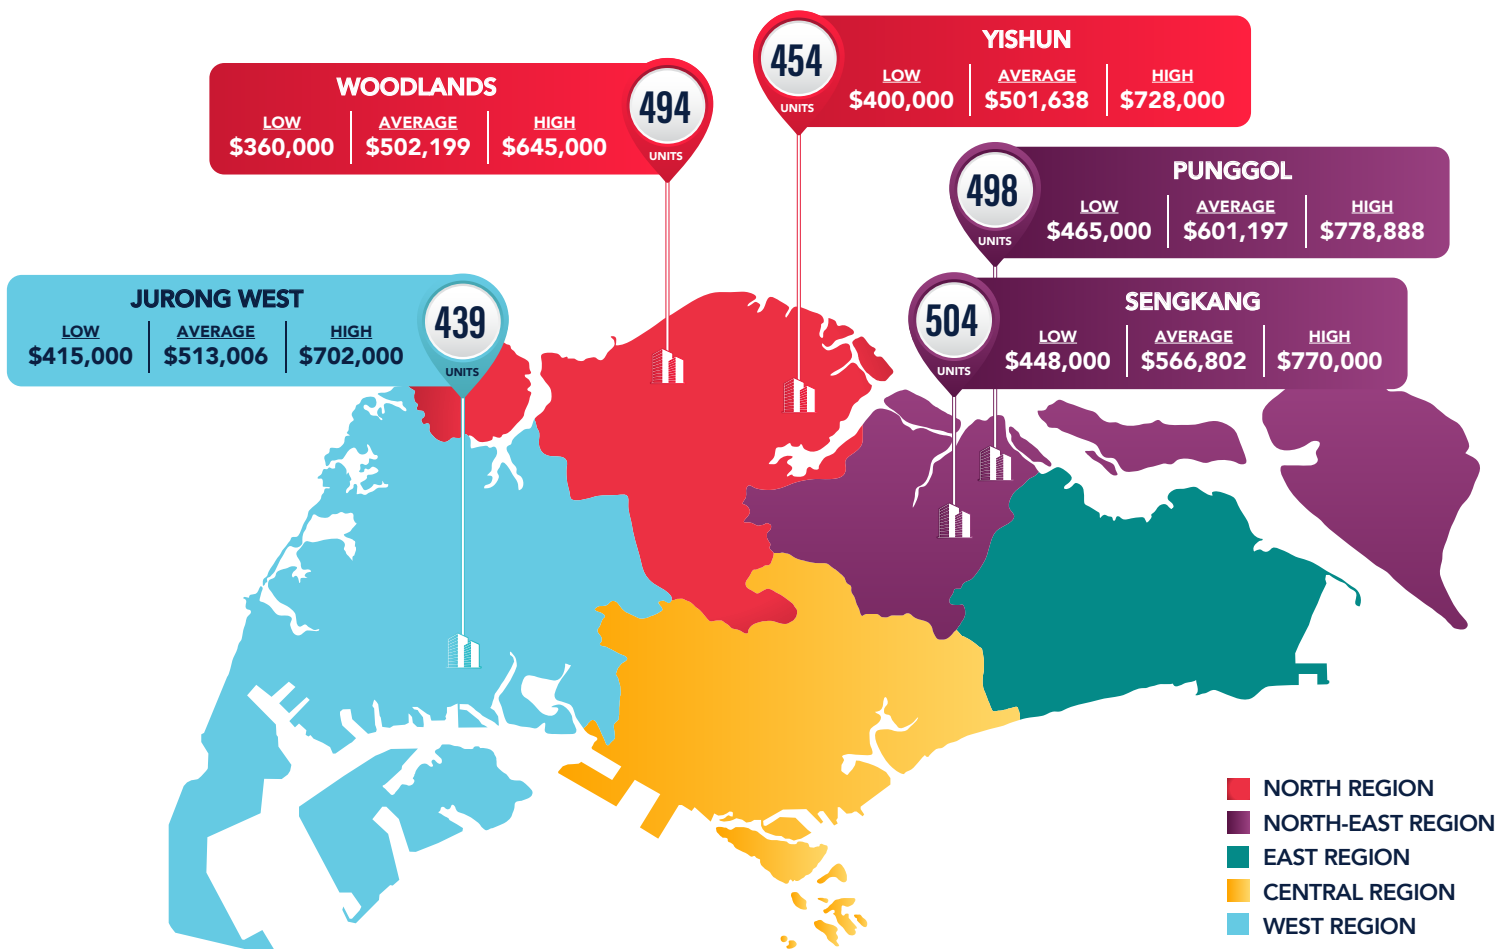 YISHUN
454
UNITS
LOW AVERAGE HIGH
$400,000 $501,638 $728,000
WOODLANDS
494
UNITS
LOW AVERAGE HIGH
$360,000 $502,199 $645,000
PUNGGOL
498
UNITS
LOW AVERAGE HIGH
$465,000 $601,197 $778,888
JURONG WEST
439
UNITS
LOW AVERAGE HIGH
$415,000 $513,006 $702,000
SENGKANG
504
UNITS
LOW AVERAGE HIGH
$448,000 $566,802 $770,000
NORTH REGION
NORTH-EAST REGION
EAST REGION
CENTRAL REGION
WEST REGION